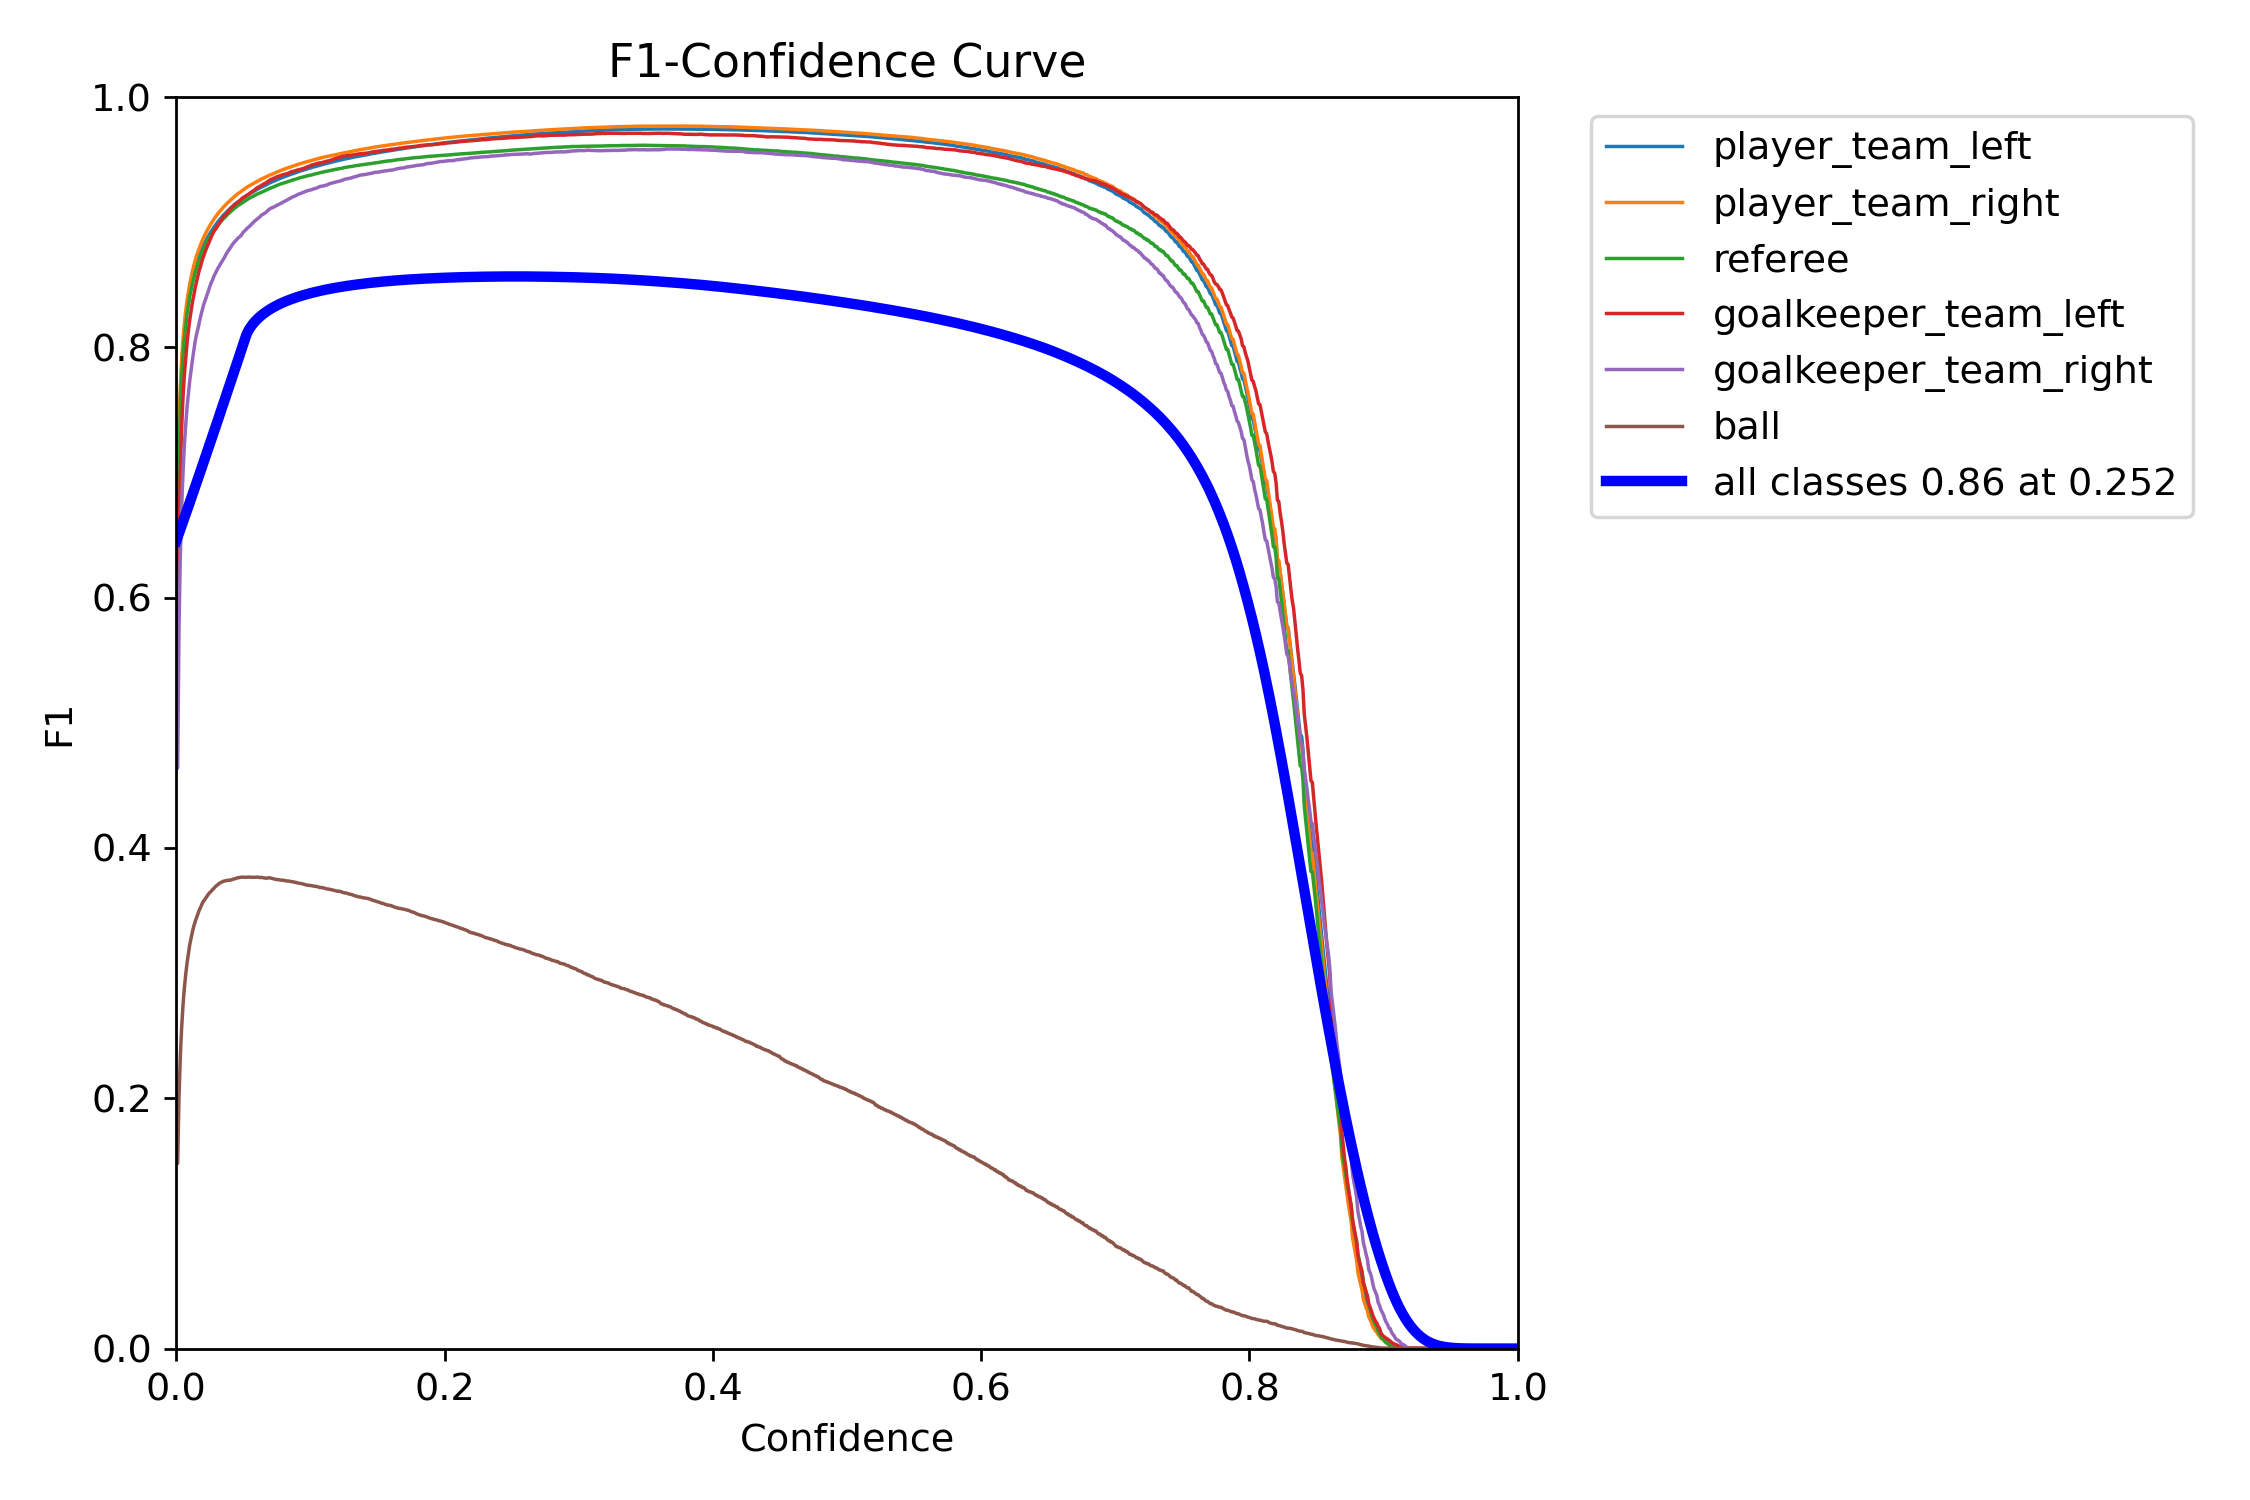 F1-Confidence Curve
1.0
0.8
0.6
0.4
0.2
0.0
F1
0.0 0.2 0.4 0.6 0.8 1.0
Confidence
player_team_left
player_team_right
referee
goalkeeper_team_left
goalkeeper_team_right
ball
all classes 0.86 at 0.252